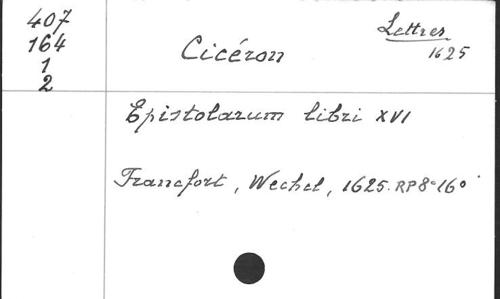 407
164
1
2
Cicéron
Lettres
1625
Epistolarum libri XVI
Francfort, Wechel, 1625. RP8°16°